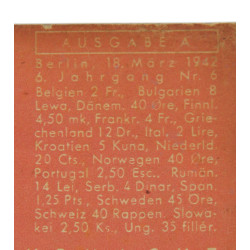 AUSGABE A
Berlin, 18. März 1942
6. Jahrgang Nr. 6
Belgien 2 Fr., Bulgarien 8
Lewa, Dänem. 40 Öre, Finnl.
4,50 mk, Frankr. 4 Fr., Grie-
chenland 12 Dr., Ital. 2 Lire,
Kroatien 5 Kuna, Niederld.
20 Cts., Norwegen 40 Öre,
Portugal 2,50 Esc., Rumän.
14 Lei, Serb. 4 Dinar, Span.
1.25 Pts., Schweden 45 Öre,
Schweiz 40 Rappen, Slowa-
kei 2,50 Ks., Ung. 35 fillér.